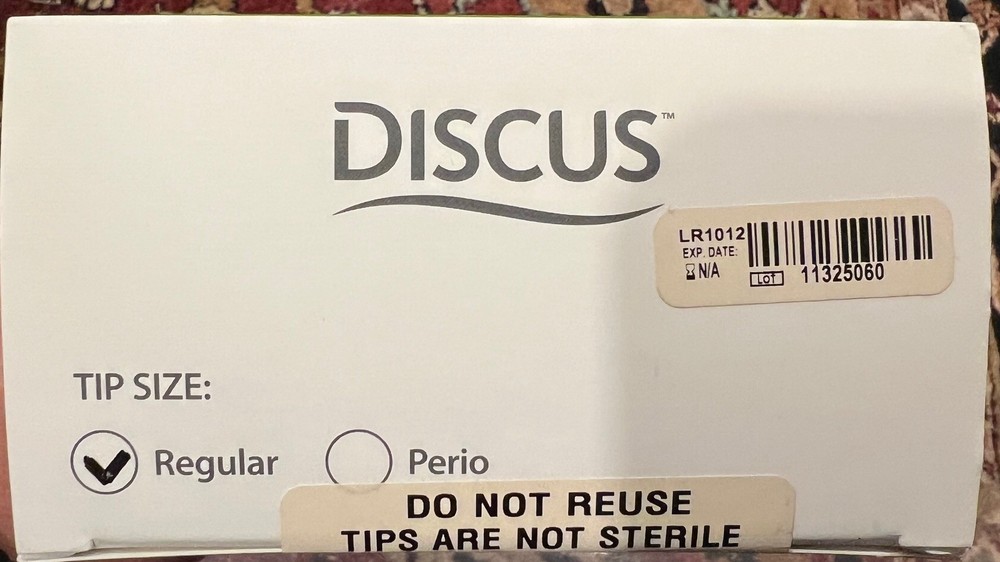 DISCUS™
LR1012
EXP. DATE:
N/A
LOT 11325060
TIP SIZE:
Regular Perio
DO NOT REUSE
TIPS ARE NOT STERILE